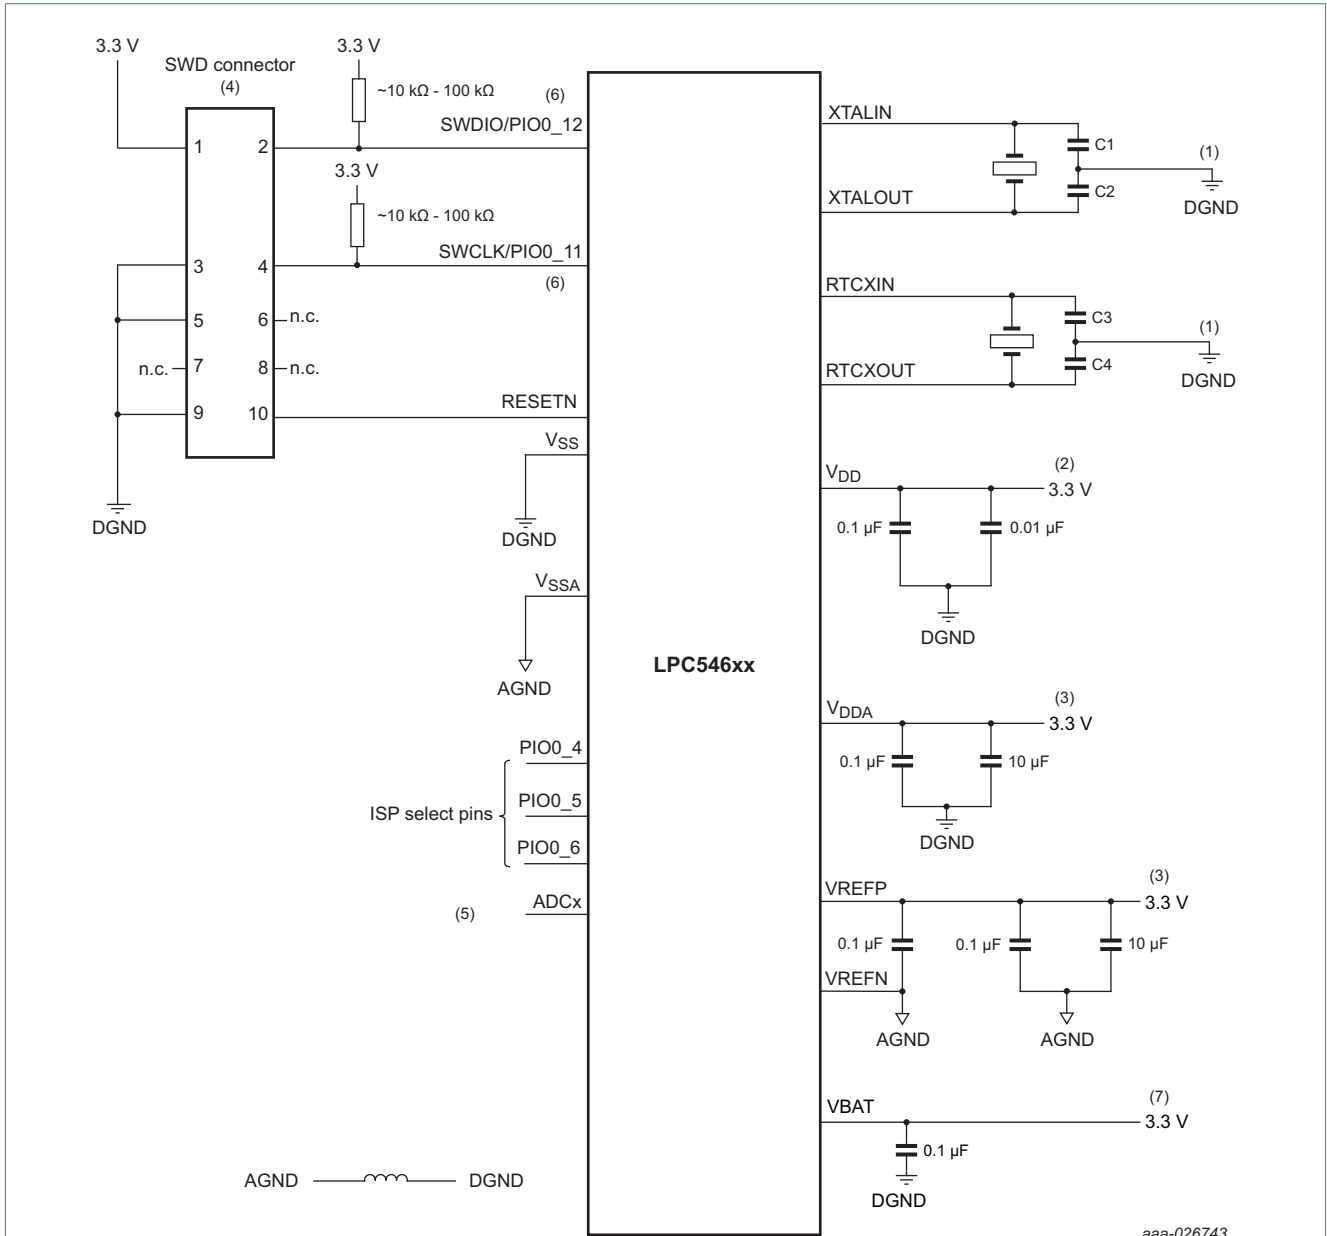 3.3 V
SWD connector
(4)
3.3 V
~10 kΩ - 100 kΩ
(6)
SWDIO/PIO0_12
1
2
3.3 V
~10 kΩ - 100 kΩ
SWCLK/PIO0_11
(6)
3
4
5
6
n.c.
n.c.
7
8
n.c.
9
10
RESETN
DGND
VSS
DGND
VSSA
AGND
LPC546xx
ISP select pins
PIO0_4
PIO0_5
PIO0_6
(5)
ADCx
AGND
DGND
XTALIN
C1
(1)
C2
XTALOUT
DGND
RTCXIN
C3
(1)
C4
RTCXOUT
DGND
VDD
(2)
3.3 V
0.1 µF
0.01 µF
DGND
VDDA
(3)
3.3 V
0.1 µF
10 µF
DGND
VREFP
(3)
3.3 V
0.1 µF
0.1 µF
10 µF
VREFN
AGND
AGND
VBAT
(7)
3.3 V
0.1 µF
DGND
aaa-026743